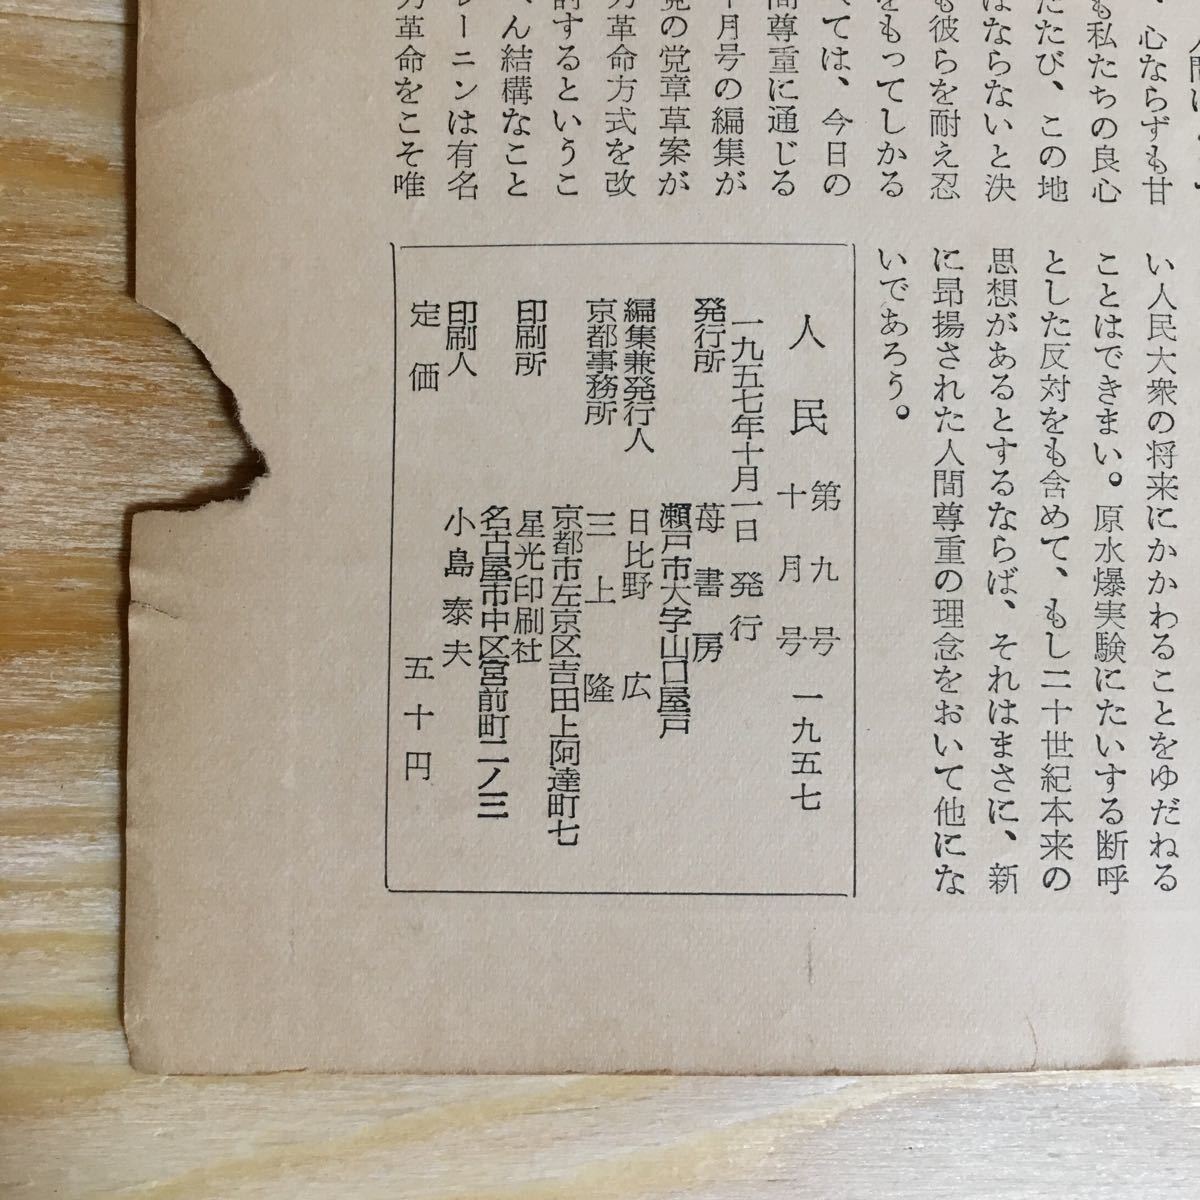 、心ならずも甘
も私たちの良心
たたび、この地
はならないと決
も彼らを耐え忍
をもってしかる
ては、今日の
間尊重に通じる
十月号の編集が
党の党章草案が
力革命方式を改
討するというこ
へん結構なこと
レーニンは有名
力革命をこそ唯
い人民大衆の将来にかかわることをゆだねる
ことはできまい。原水爆実験にたいする断呼
とした反対をも含めて、もし二十世紀本来の
思想があるとするならば、それはまさに、新
に昻揚された人間尊重の理念をおいて他にな
いであろう。
人民 第九号 十月号 一九五七
一九五七年十月一日発行
発行所 苺書房
瀬戸市大字山口屋戸
編集兼発行人 日比野 広
京都事務所 三上 隆
京都市左京区吉田上阿達町七
印刷所 星光印刷社
名古屋市中区宮前町二ノ三
印刷人 小島泰夫
定価 五十円